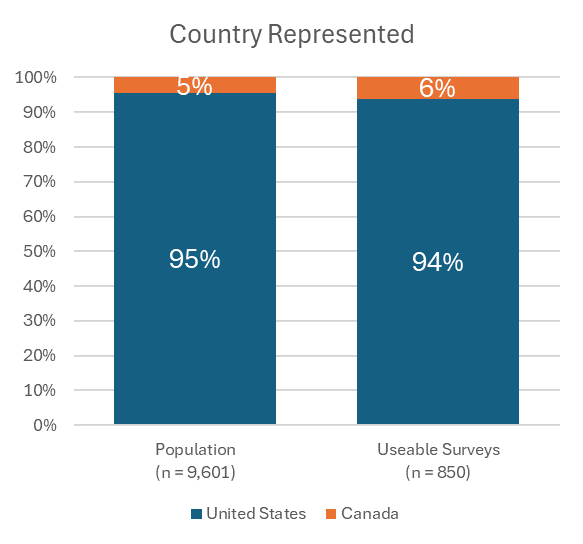 Country Represented
100%
90%
80%
70%
60%
50%
40%
30%
20%
10%
0%
5%
6%
95%
94%
Population
(n = 9,601)
Useable Surveys
(n = 850)
United States
Canada